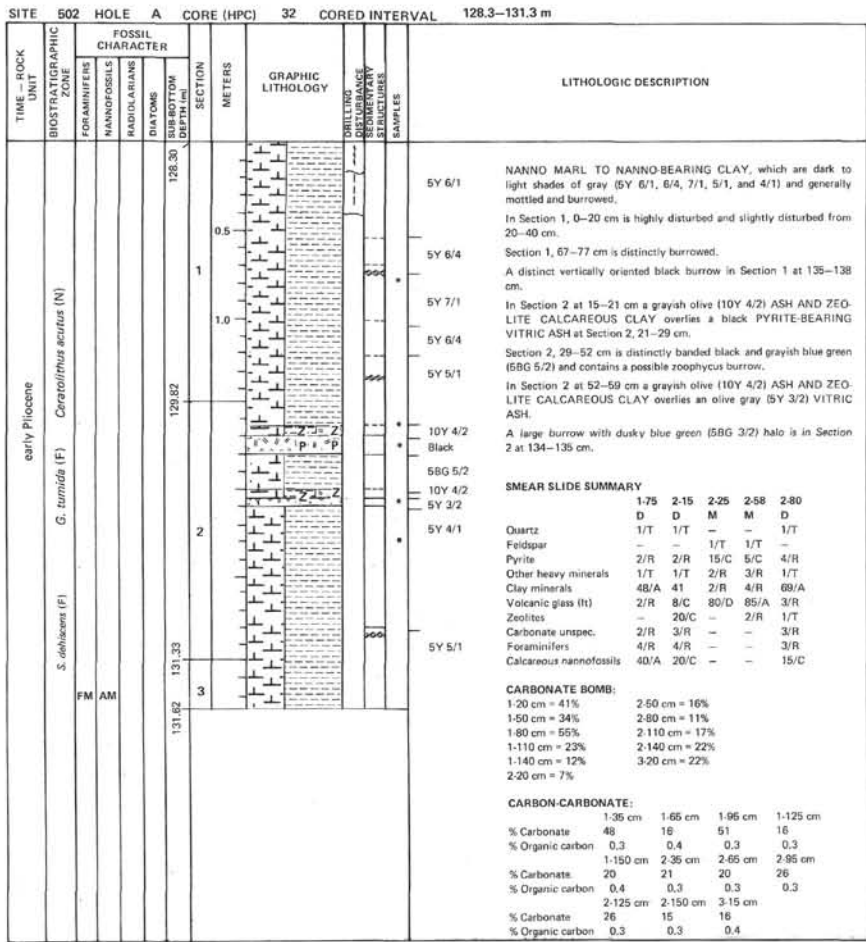 SITE 502 HOLE A CORE (HPC) 32 CORED INTERVAL 128.3–131.3 m
TIME – ROCK UNIT
BIOSTRATIGRAPHIC ZONE
FOSSIL CHARACTER
FORAMINIFERS
NANNOFOSSILS
RADIOLARIANS
DIATOMS
SUB-BOTTOM DEPTH (m)
SECTION
METERS
GRAPHIC LITHOLOGY
DRILLING DISTURBANCE
SEDIMENTARY STRUCTURES
SAMPLES
LITHOLOGIC DESCRIPTION
early Pliocene
Ceratolithus acutus (N)
G. tumida (F)
S. dehiscens (F)
FM AM
128.30
129.82
131.33
131.62
1
2
3
0.5
1.0
Z Z
P P
Z Z
5Y 6/1
5Y 6/4
5Y 7/1
5Y 6/4
5Y 5/1
10Y 4/2
Black
5BG 5/2
10Y 4/2
5Y 3/2
5Y 4/1
5Y 5/1
NANNO MARL TO NANNO-BEARING CLAY, which are dark to
light shades of gray (5Y 6/1, 6/4, 7/1, 5/1, and 4/1) and generally
mottled and burrowed.
In Section 1, 0–20 cm is highly disturbed and slightly disturbed from
20–40 cm.
Section 1, 67–77 cm is distinctly burrowed.
A distinct vertically oriented black burrow in Section 1 at 135–138
cm.
In Section 2 at 15–21 cm a grayish olive (10Y 4/2) ASH AND ZEO-
LITE CALCAREOUS CLAY overlies a black PYRITE-BEARING
VITRIC ASH at Section 2, 21–29 cm.
Section 2, 29–52 cm is distinctly banded black and grayish blue green
(5BG 5/2) and contains a possible zoophycus burrow.
In Section 2 at 52–59 cm a grayish olive (10Y 4/2) ASH AND ZEO-
LITE CALCAREOUS CLAY overlies an olive gray (5Y 3/2) VITRIC
ASH.
A large burrow with dusky blue green (5BG 3/2) halo is in Section
2 at 134–135 cm.
SMEAR SLIDE SUMMARY
1-75 2-15 2-25 2-58 2-80
D D M M D
Quartz 1/T 1/T – – 1/T
Feldspar – – 1/T 1/T –
Pyrite 2/R 2/R 15/C 5/C 4/R
Other heavy minerals 1/T 1/T 2/R 3/R 1/T
Clay minerals 48/A 41 2/R 4/R 69/A
Volcanic glass (lt) 2/R 8/C 80/D 85/A 3/R
Zeolites – 20/C – 2/R 1/T
Carbonate unspec. 2/R 3/R – – 3/R
Foraminifers 4/R 4/R – – 3/R
Calcareous nannofossils 40/A 20/C – – 15/C
CARBONATE BOMB:
1-20 cm = 41% 2-50 cm = 16%
1-50 cm = 34% 2-80 cm = 11%
1-80 cm = 55% 2-110 cm = 17%
1-110 cm = 23% 2-140 cm = 22%
1-140 cm = 12% 3-20 cm = 22%
2-20 cm = 7%
CARBON-CARBONATE:
1-35 cm 1-65 cm 1-95 cm 1-125 cm
% Carbonate 48 16 51 16
% Organic carbon 0.3 0.4 0.3 0.3
1-150 cm 2-35 cm 2-65 cm 2-95 cm
% Carbonate 20 21 20 26
% Organic carbon 0.4 0.3 0.3 0.3
2-125 cm 2-150 cm 3-15 cm
% Carbonate 26 15 16
% Organic carbon 0.3 0.3 0.4